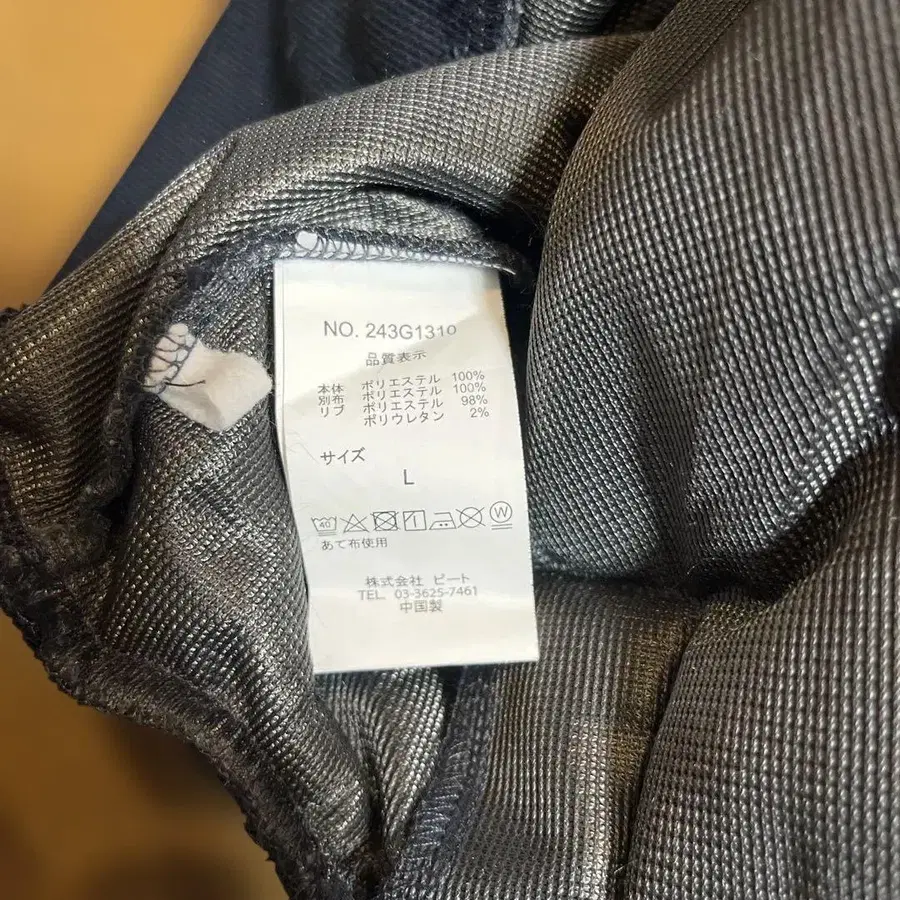 NO. 243G1310
品質表示
本体 ポリエステル 100%
別布 ポリエステル 100%
リブ ポリエステル 98%
ポリウレタン 2%
サイズ
L
40 W
あて布使用
株式会社 ビート
TEL 03-3625-7461
中国製